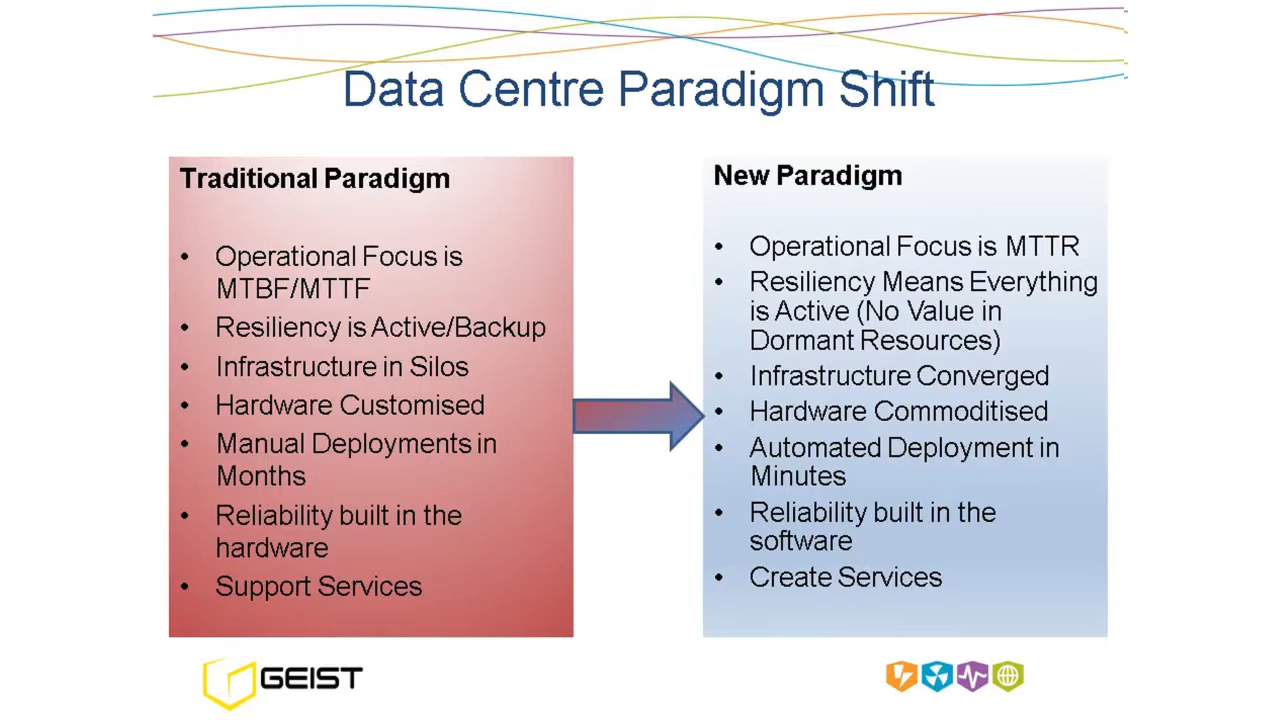 Data Centre Paradigm Shift
Traditional Paradigm
• Operational Focus is
MTBF/MTTF
• Resiliency is Active/Backup
• Infrastructure in Silos
• Hardware Customised
• Manual Deployments in
Months
• Reliability built in the
hardware
• Support Services
New Paradigm
• Operational Focus is MTTR
• Resiliency Means Everything
is Active (No Value in
Dormant Resources)
• Infrastructure Converged
• Hardware Commoditised
• Automated Deployment in
Minutes
• Reliability built in the
software
• Create Services
GEIST